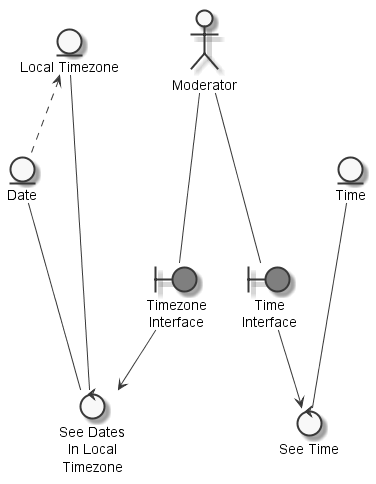 Local Timezone
Moderator
Date
Time
Timezone
Interface
Time
Interface
See Dates
In Local
Timezone
See Time